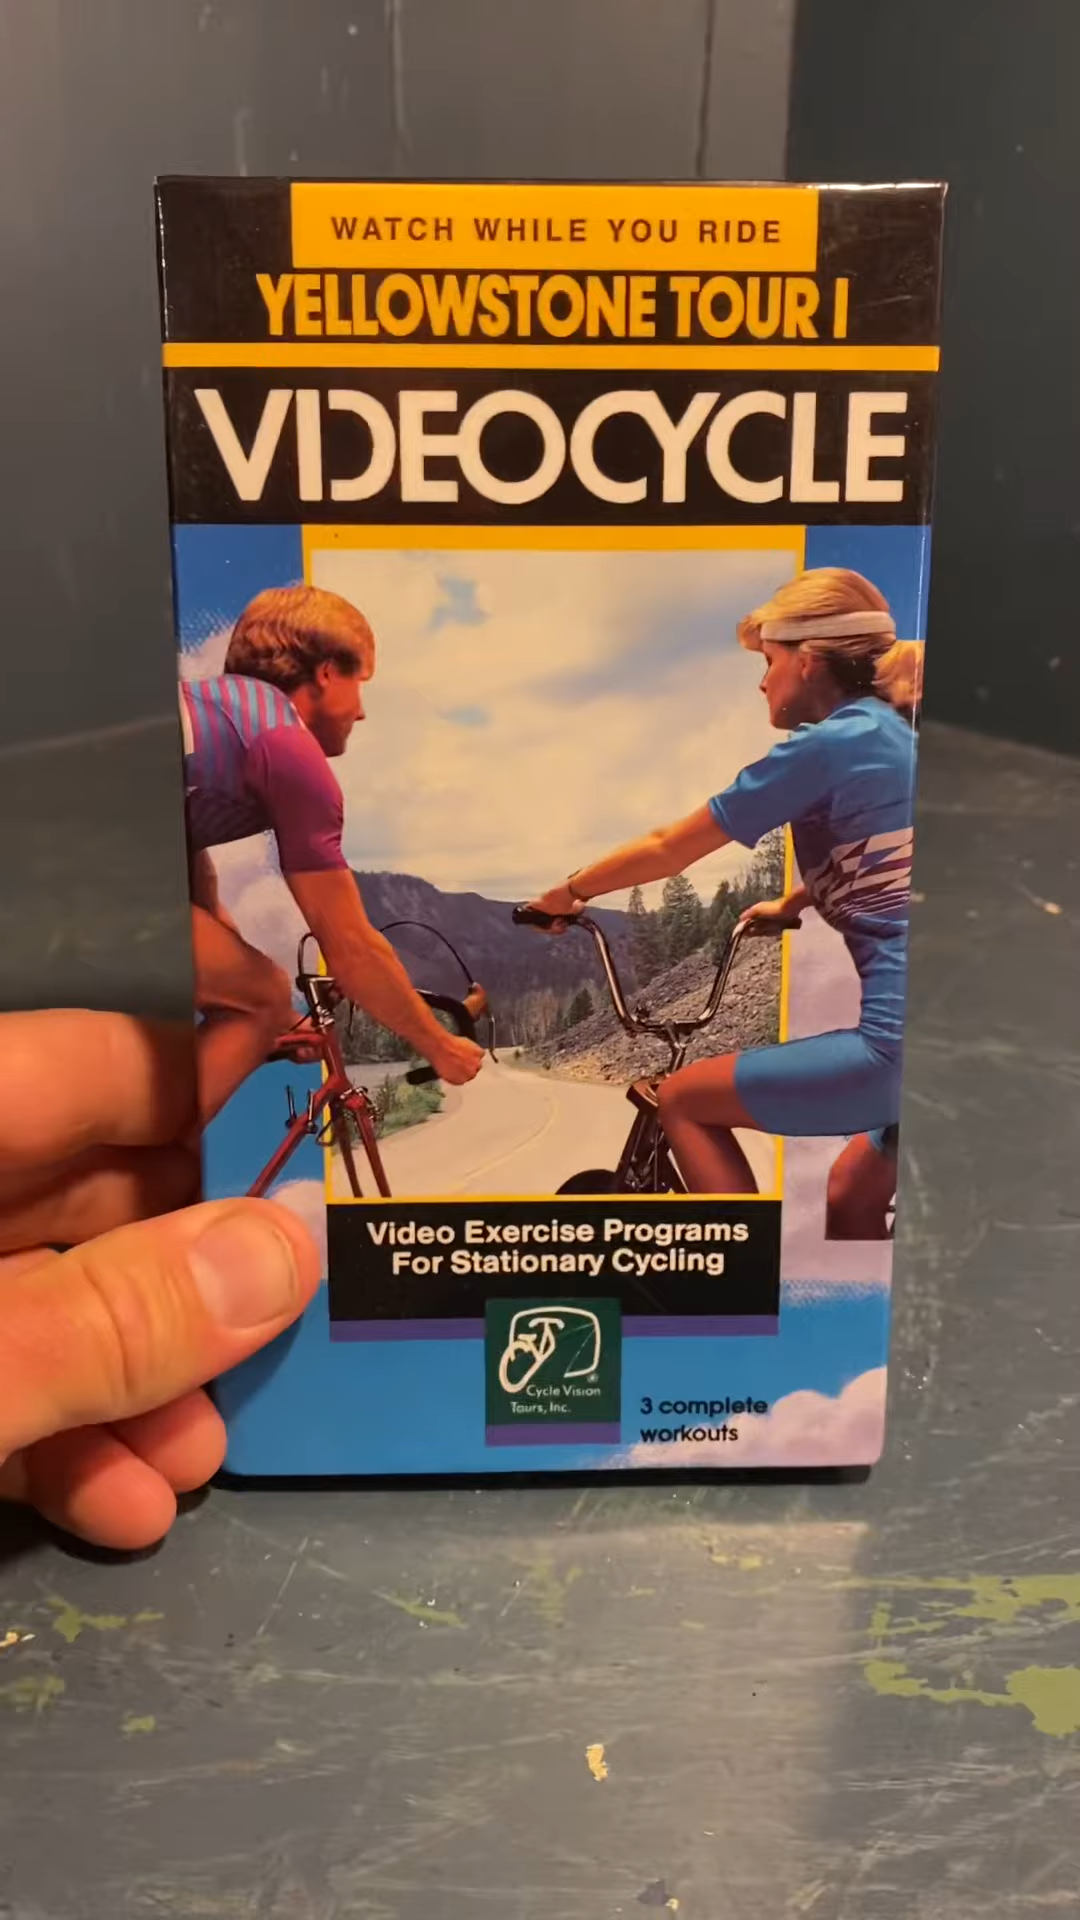 WATCH WHILE YOU RIDE
YELLOWSTONE TOUR I
VIDEOCYCLE
Video Exercise Programs
For Stationary Cycling
®
Cycle Vision
Tours, Inc.
3 complete
workouts